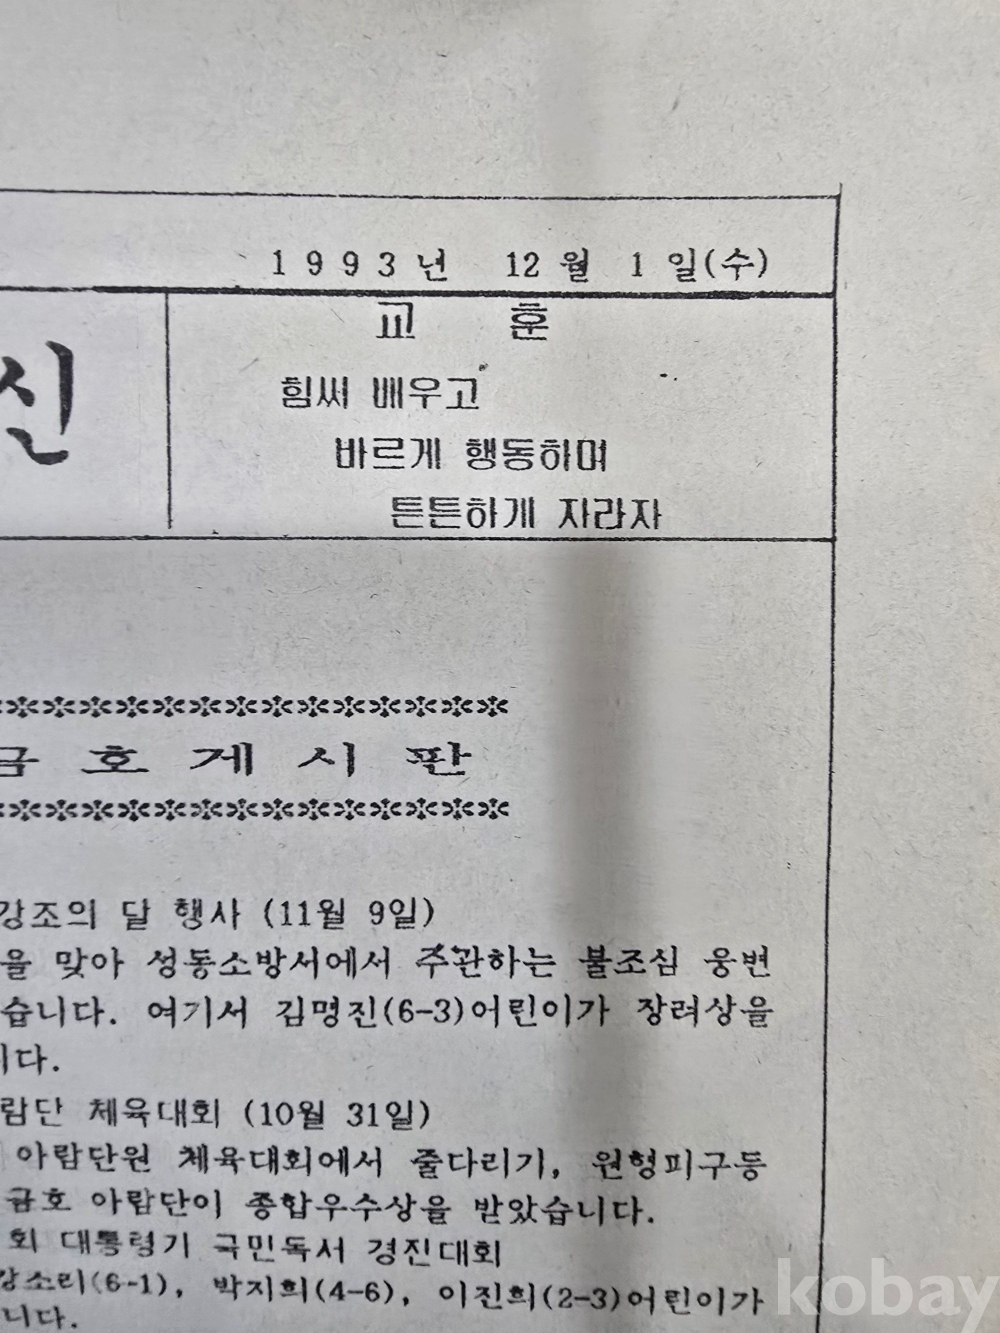 1993년 12월 1일(수)
교 훈
신
힘써 배우고
바르게 행동하며
튼튼하게 자라자
금 호 게 시 판
강조의 달 행사 (11월 9일)
을 맞아 성동소방서에서 주관하는 불조심 웅변
습니다. 여기서 김명진(6-3)어린이가 장려상을
니다.
람단 체육대회 (10월 31일)
아람단원 체육대회에서 줄다리기, 원형피구등
금호 아람단이 종합우수상을 받았습니다.
회 대통령기 국민독서 경진대회
강소리(6-1), 박지희(4-6), 이진희(2-3)어린이가
니다.
kobay